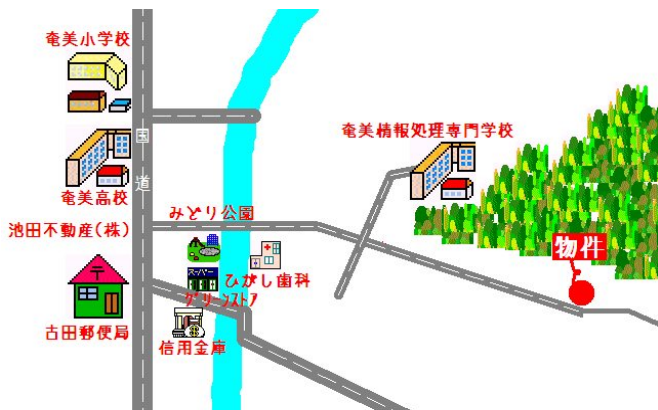 奄美小学校
奄美情報処理専門学校
国道
奄美高校
みどり公園
池田不動産(株)
物件
スーパー
ひがし歯科
グリーンストア
〒
古田郵便局
信用金庫